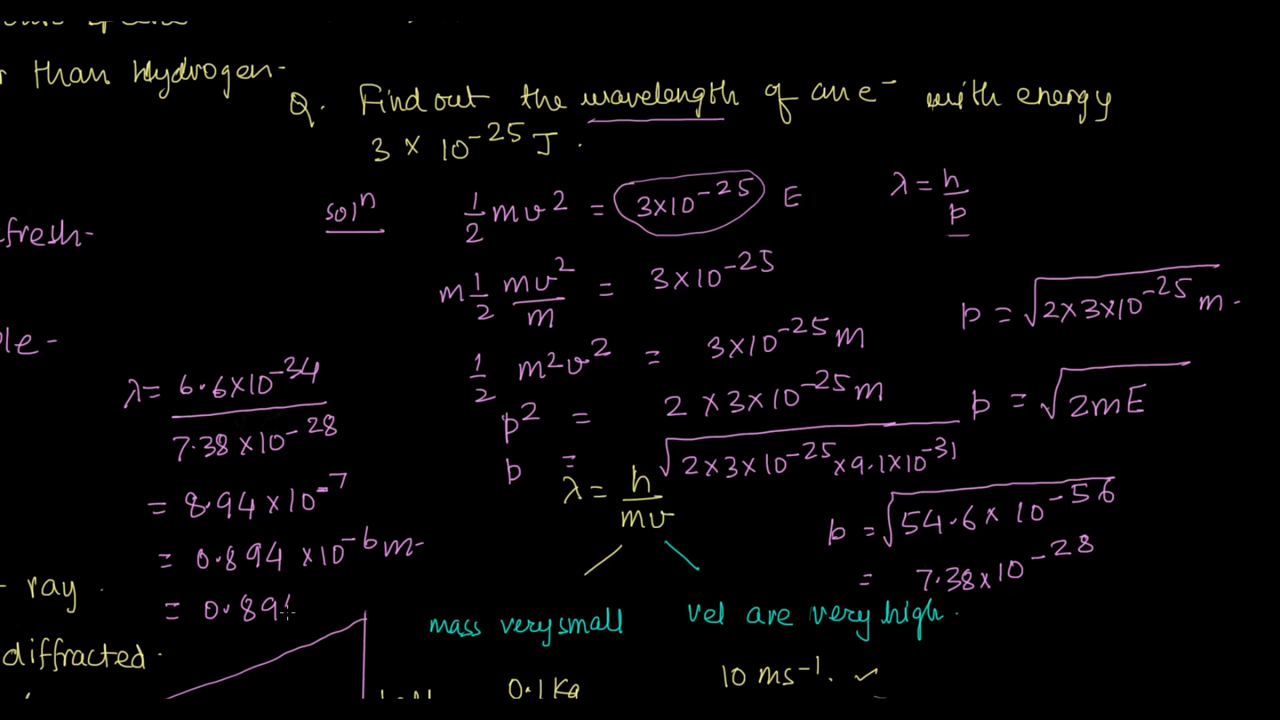 than Hydrogen-
Q. Find out the wavelength of an e⁻ with energy
3 × 10⁻²⁵ J.
solⁿ
1/2 mv² = 3×10⁻²⁵ E
λ = h/p
fresh-
m 1/2 mv²/m = 3×10⁻²⁵
p = √(2×3×10⁻²⁵ m.
1/2 m²v² = 3×10⁻²⁵ m
p² = 2 × 3×10⁻²⁵ m
p = √(2mE)
p = √(2×3×10⁻²⁵ ×9.1×10⁻³¹)
λ = h/mv
p = √(54.6 × 10⁻⁵⁶)
= 7.38×10⁻²⁸
λ = 6.6×10⁻³⁴/7.38×10⁻²⁸
= 8.94×10⁻⁷
= 0.894 ×10⁻⁶ m-
= 0.894
- ray
diffracted.
mass very small
vel are very high.
0.1 Kg
10 ms⁻¹. ✓